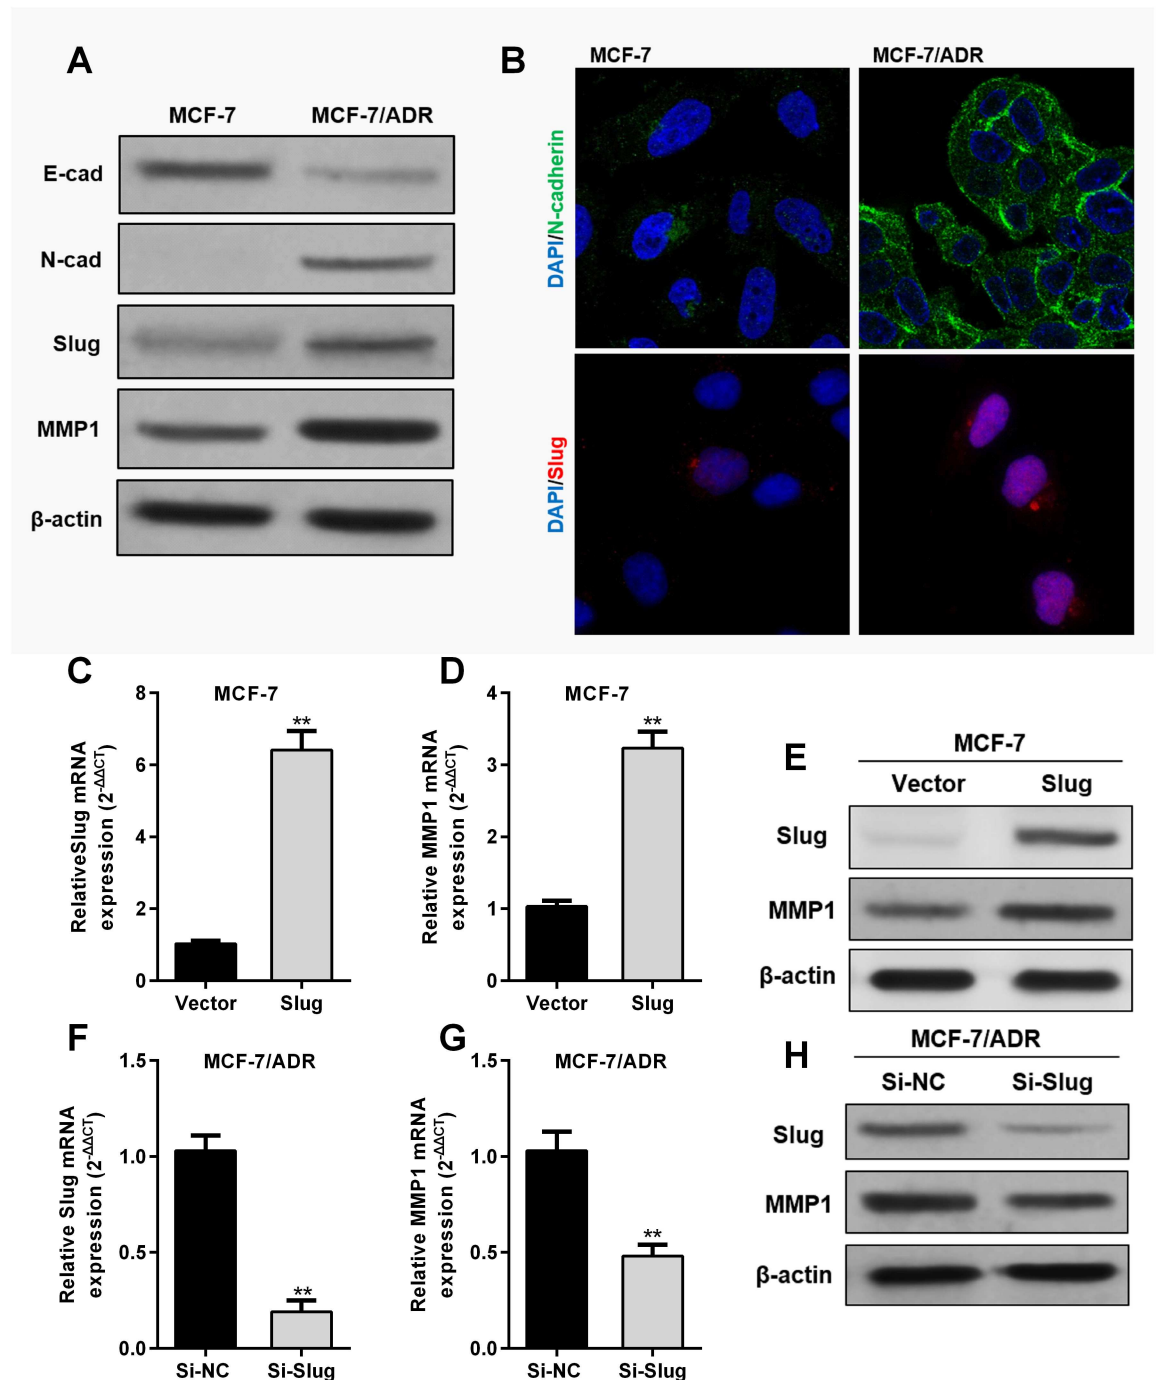 A
MCF-7 MCF-7/ADR
E-cad
N-cad
Slug
MMP1
β-actin
B
MCF-7 MCF-7/ADR
DAPI/N-cadherin
DAPI/Slug
C
MCF-7
RelativeSlug mRNA
expression (2-ΔΔCT)
8
6
4
2
0
**
Vector Slug
D
MCF-7
Relative MMP1 mRNA
expression (2-ΔΔCT)
4
3
2
1
0
**
Vector Slug
E
MCF-7
Vector Slug
Slug
MMP1
β-actin
F
MCF-7/ADR
Relative Slug mRNA
expression (2-ΔΔCT)
1.5
1.0
0.5
0.0
**
Si-NC Si-Slug
G
MCF-7/ADR
Relative MMP1 mRNA
expression (2-ΔΔCT)
1.5
1.0
0.5
0.0
**
Si-NC Si-Slug
H
MCF-7/ADR
Si-NC Si-Slug
Slug
MMP1
β-actin